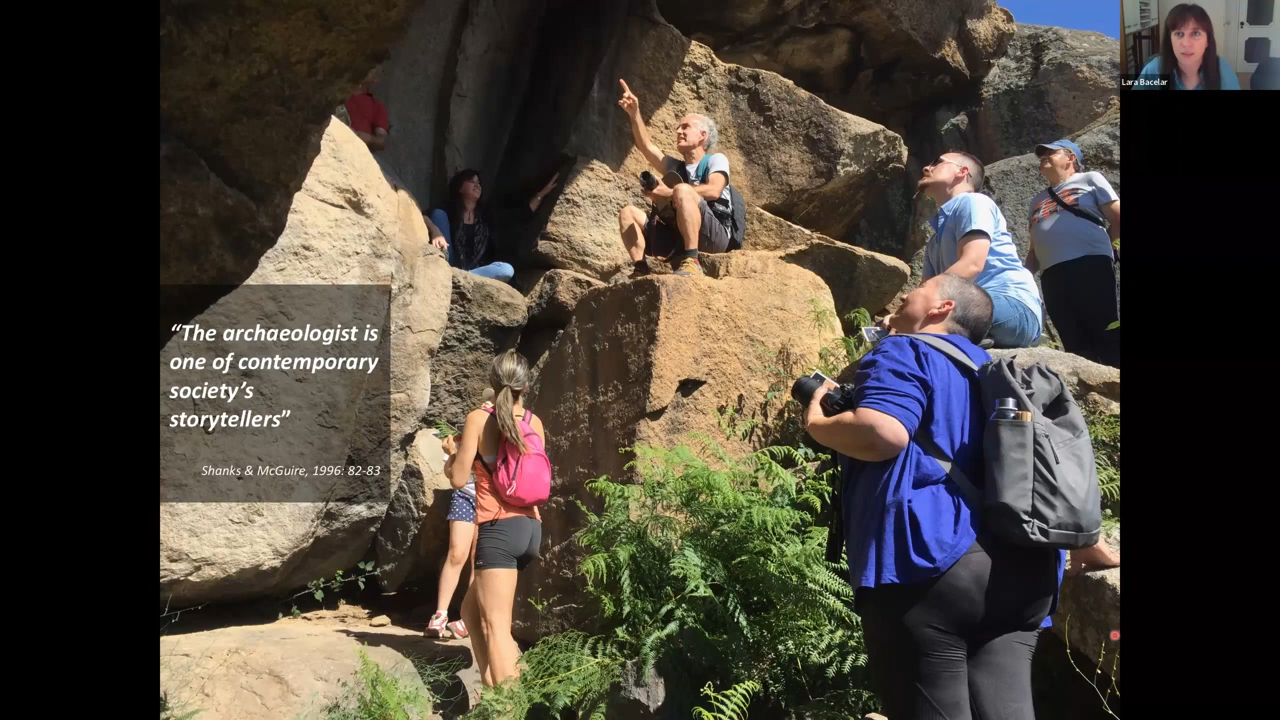 Lara Bacelar
“The archaeologist is
one of contemporary
society’s
storytellers”
Shanks & McGuire, 1996: 82-83